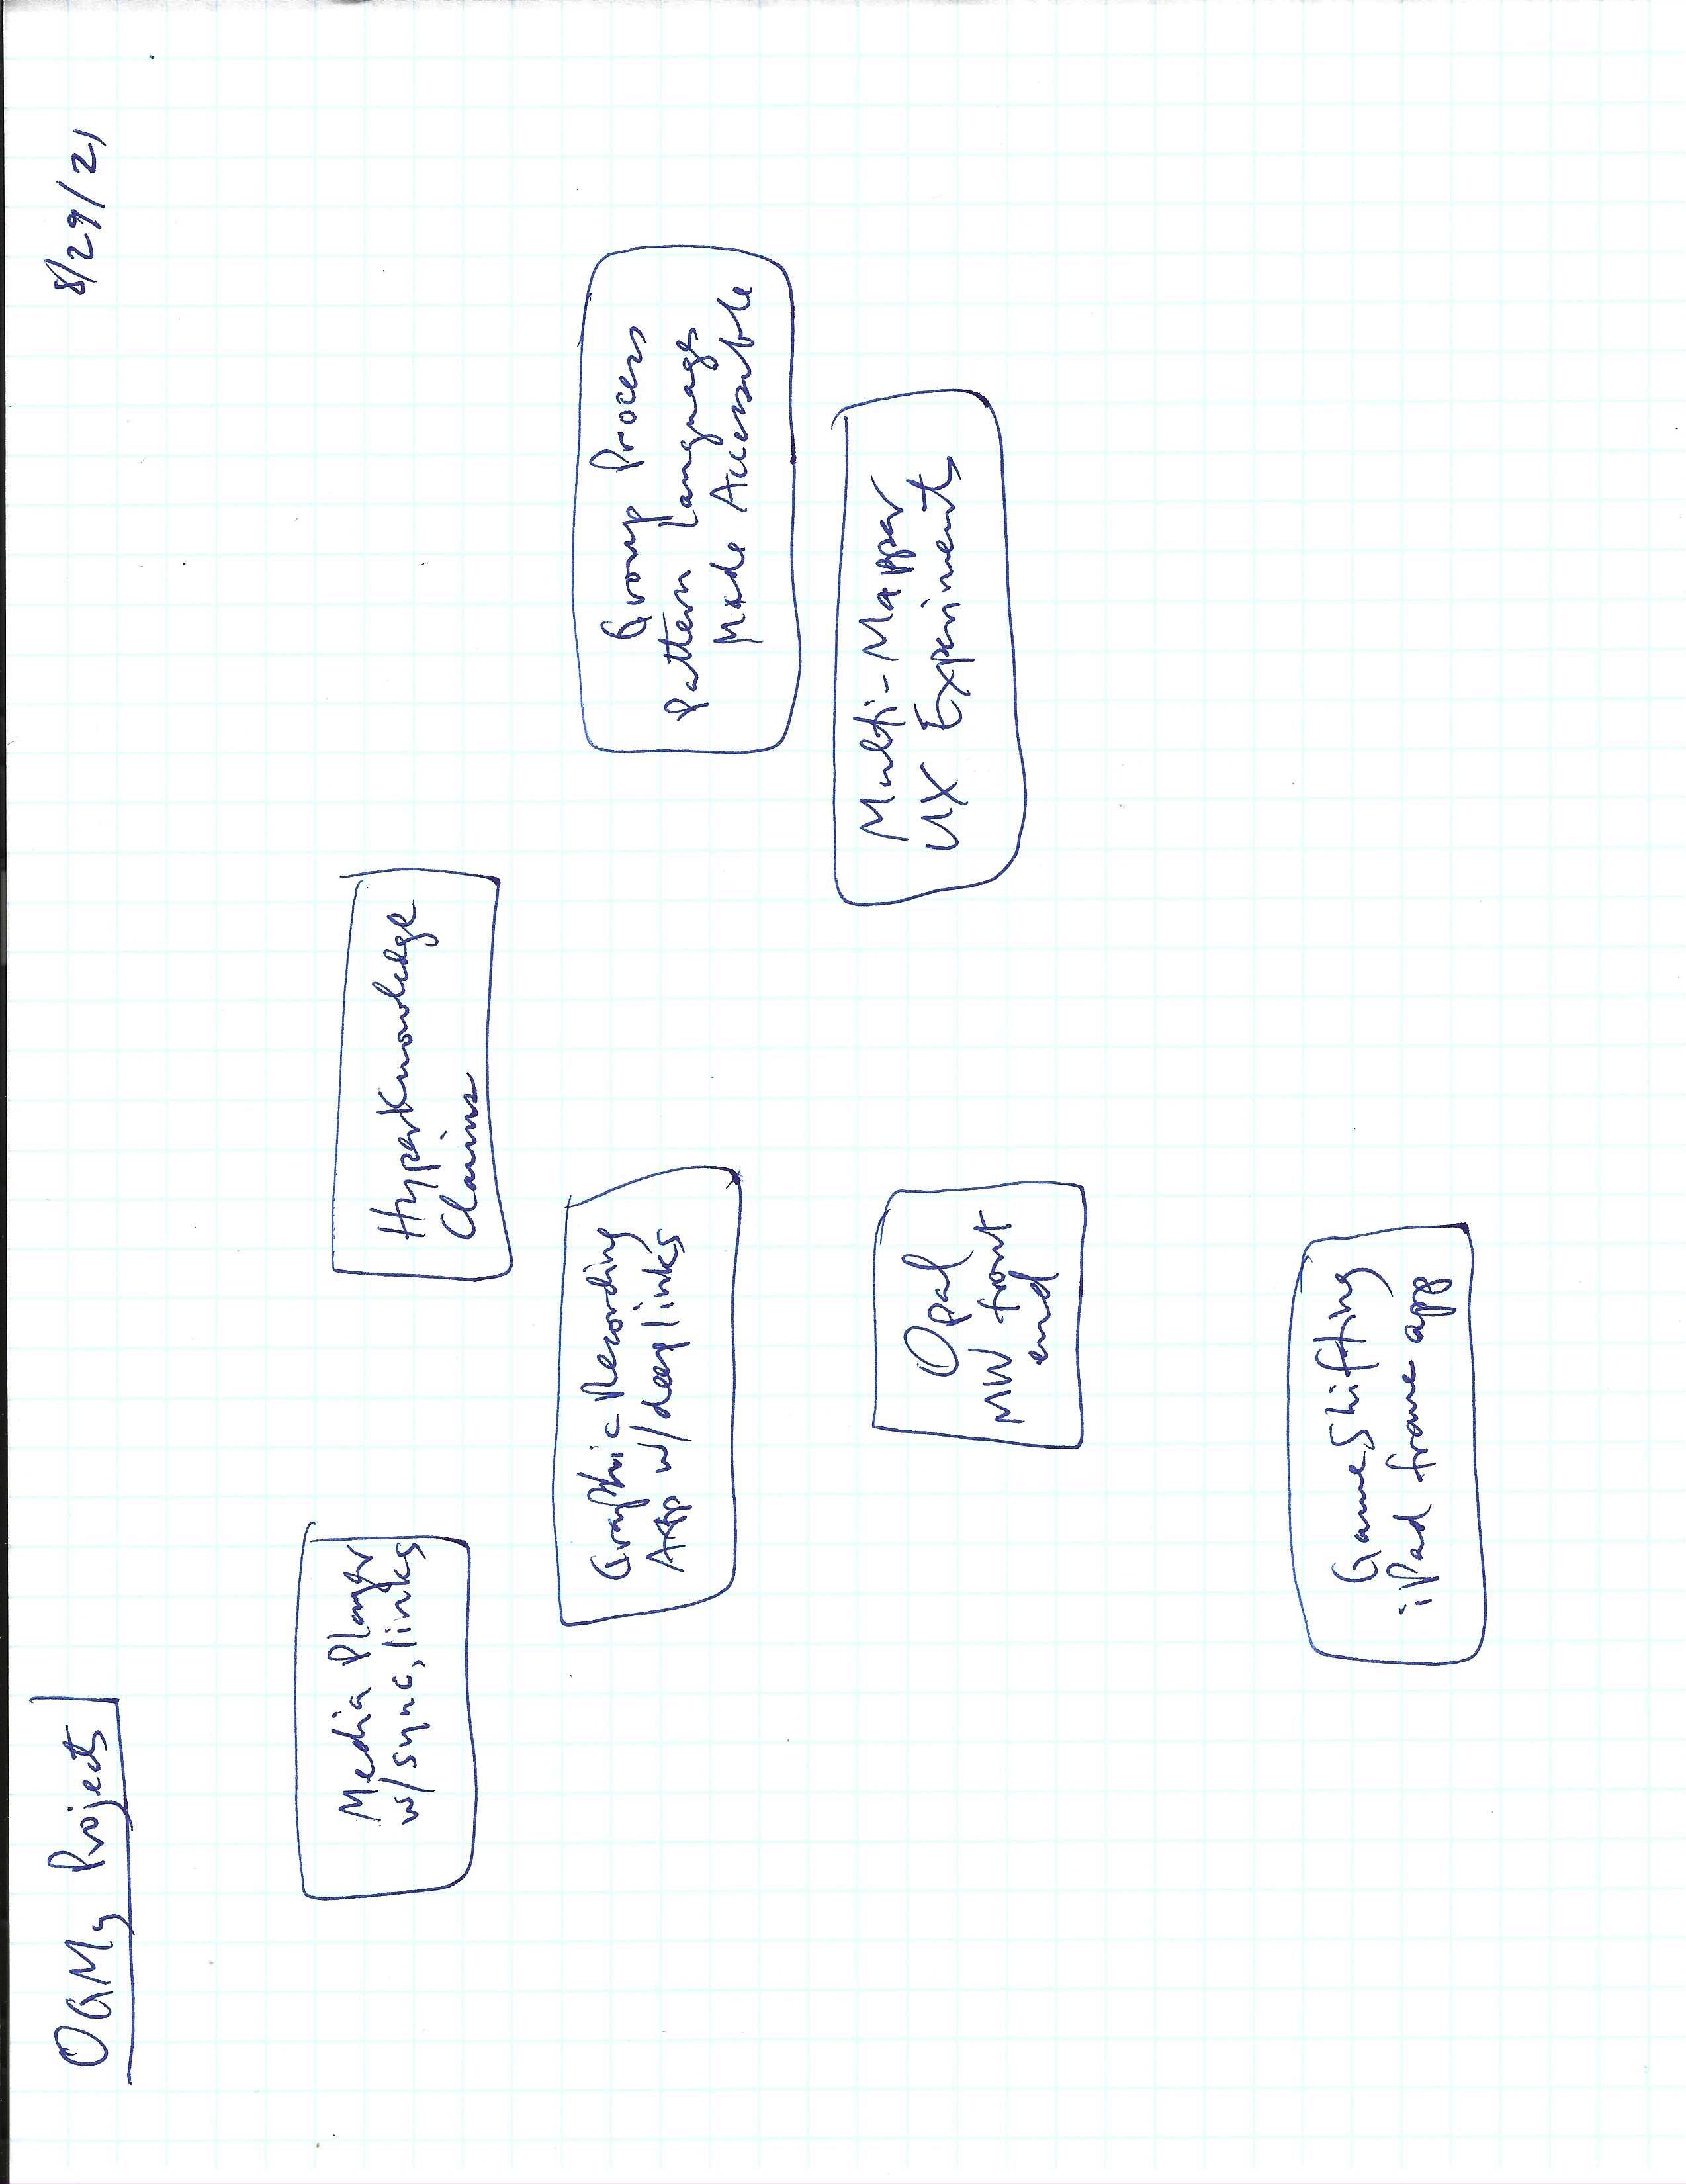 OGMy Projects
8/29/21
Media Player
w/sync, links
HyperKnowledge
Claims
Graphic Recording
App w/deep links
Group Process
Pattern Languages
Made Accessible
Multi-Mapper
UX Experiments
Opal
MW front
end
GameShifting
iPad frame app